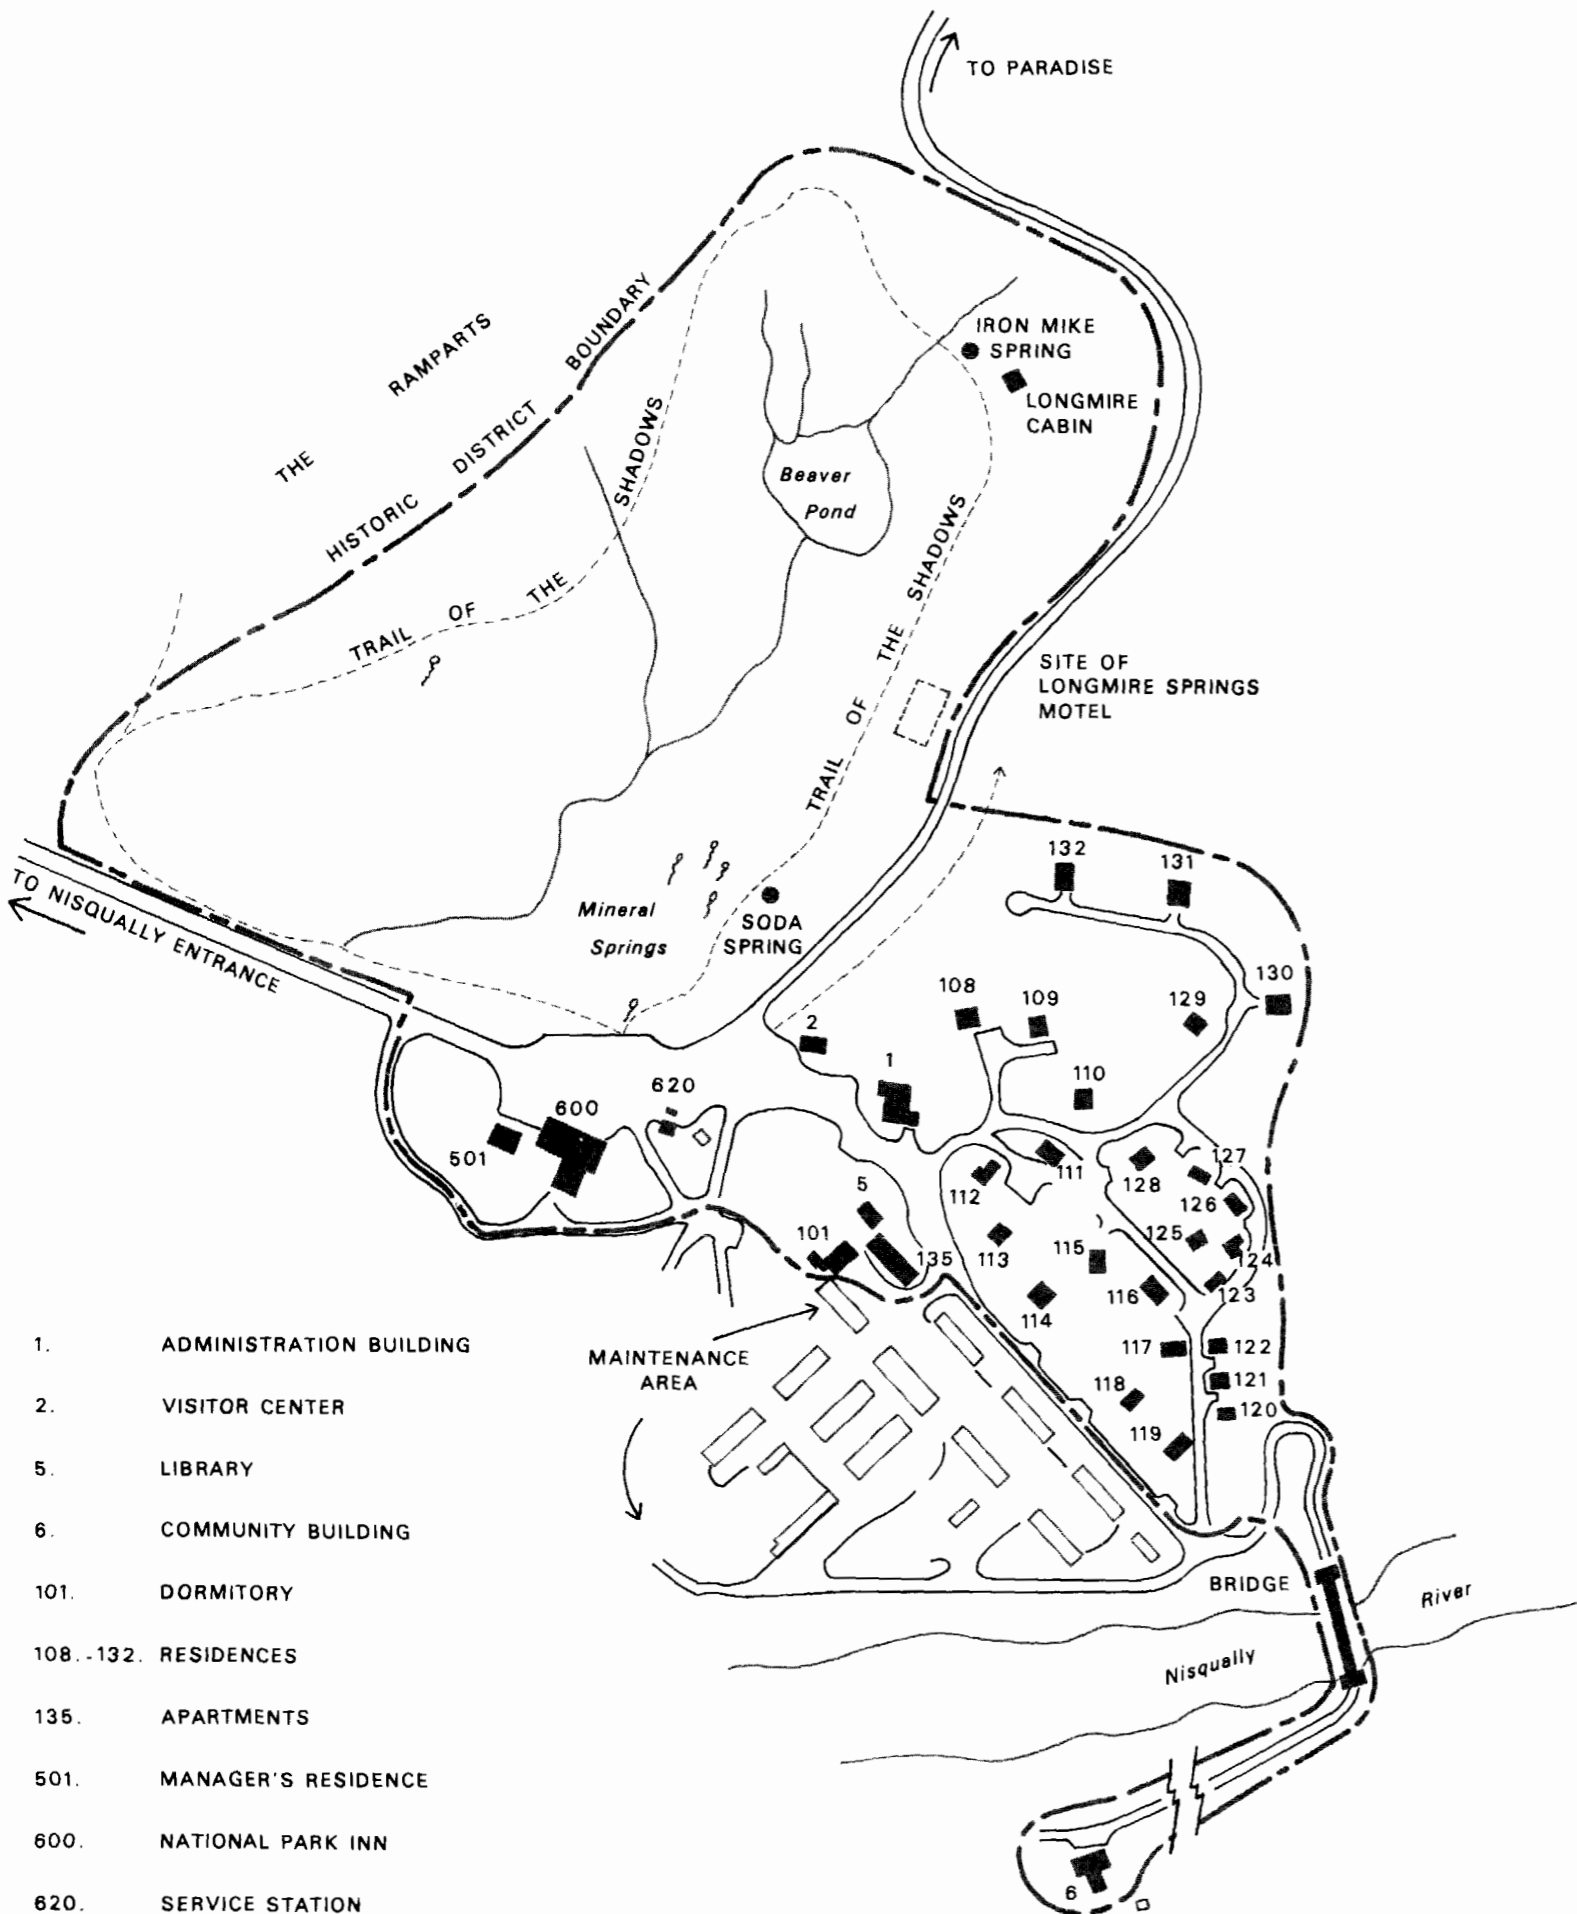 TO PARADISE
IRON MIKE
SPRING
LONGMIRE
CABIN
THE RAMPARTS
HISTORIC DISTRICT BOUNDARY
TRAIL OF THE SHADOWS
Beaver
Pond
TRAIL OF THE SHADOWS
SITE OF
LONGMIRE SPRINGS
MOTEL
TO NISQUALLY ENTRANCE
Mineral
Springs
SODA
SPRING
132
131
130
129
108
109
2
1
110
620
600
501
111
112
128
127
126
5
101
135
113
115
125
124
116
123
114
117
122
118
121
119
120
MAINTENANCE
AREA
BRIDGE
Nisqually River
6
1. ADMINISTRATION BUILDING
2. VISITOR CENTER
5. LIBRARY
6. COMMUNITY BUILDING
101. DORMITORY
108.-132. RESIDENCES
135. APARTMENTS
501. MANAGER'S RESIDENCE
600. NATIONAL PARK INN
620. SERVICE STATION